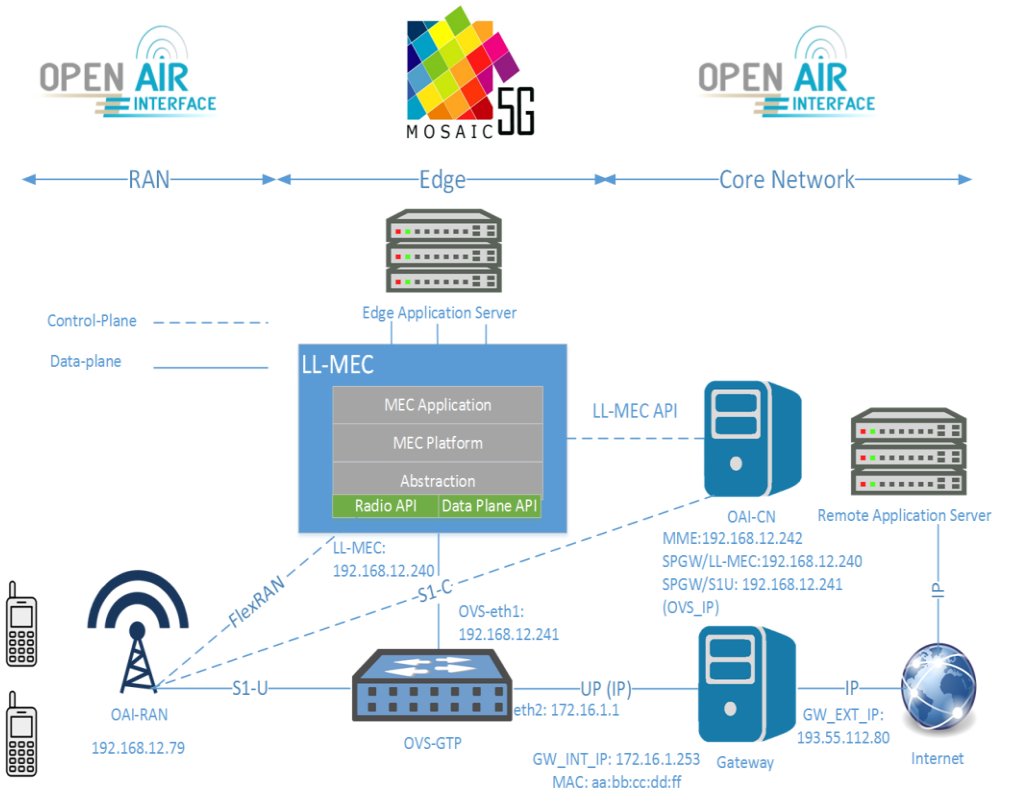 OPEN AIR
INTERFACE
MOSAIC 5G
OPEN AIR
INTERFACE
RAN
Edge
Core Network
Edge Application Server
Control-Plane
Data-plane
LL-MEC
MEC Application
MEC Platform
Abstraction
Radio API
Data Plane API
LL-MEC API
OAI-CN
MME:192.168.12.242
SPGW/LL-MEC:192.168.12.240
SPGW/S1U: 192.168.12.241
(OVS_IP)
Remote Application Server
LL-MEC:
192.168.12.240
FlexRAN
S1-C
OVS-eth1:
192.168.12.241
IP
S1-U
UP (IP)
IP
eth2: 172.16.1.1
OAI-RAN
192.168.12.79
OVS-GTP
GW_INT_IP: 172.16.1.253
MAC: aa:bb:cc:dd:ff
Gateway
GW_EXT_IP:
193.55.112.80
Internet